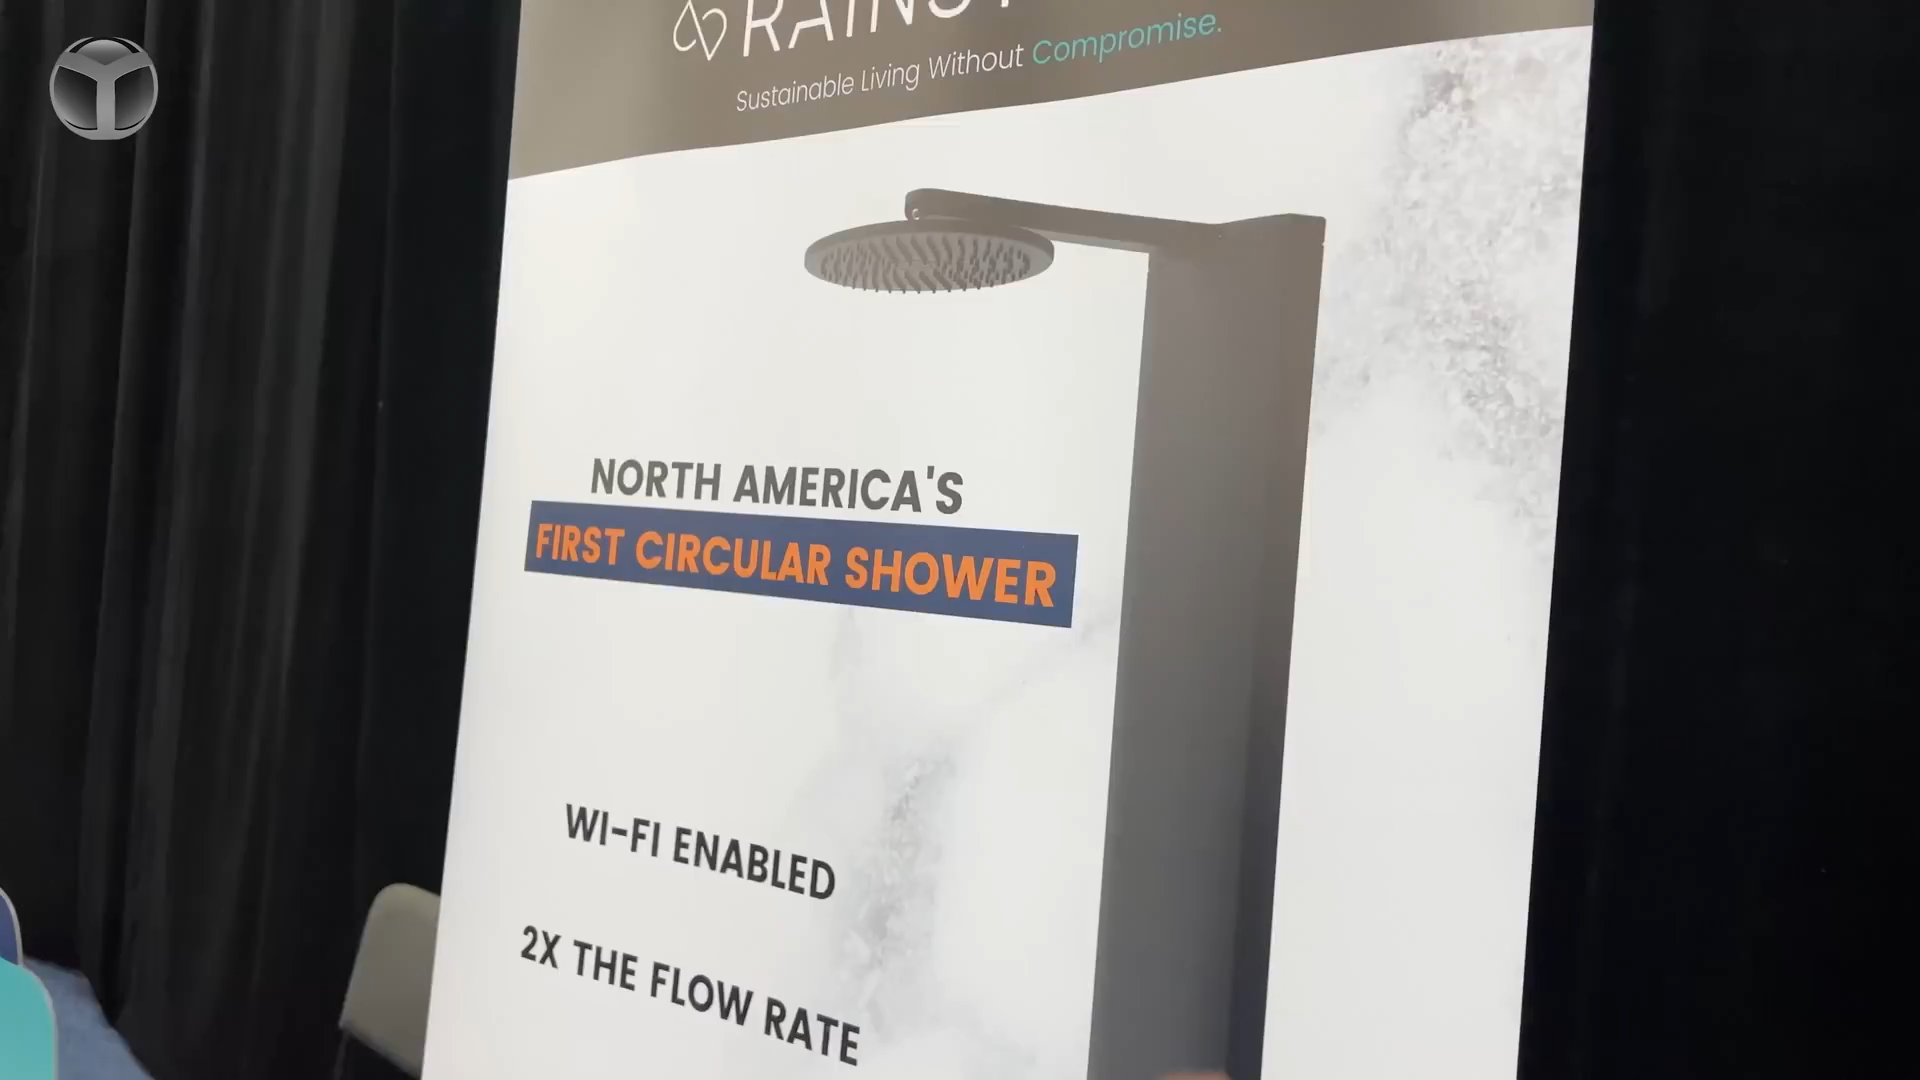 Sustainable Living Without Compromise.
NORTH AMERICA'S
FIRST CIRCULAR SHOWER
WI-FI ENABLED
2X THE FLOW RATE